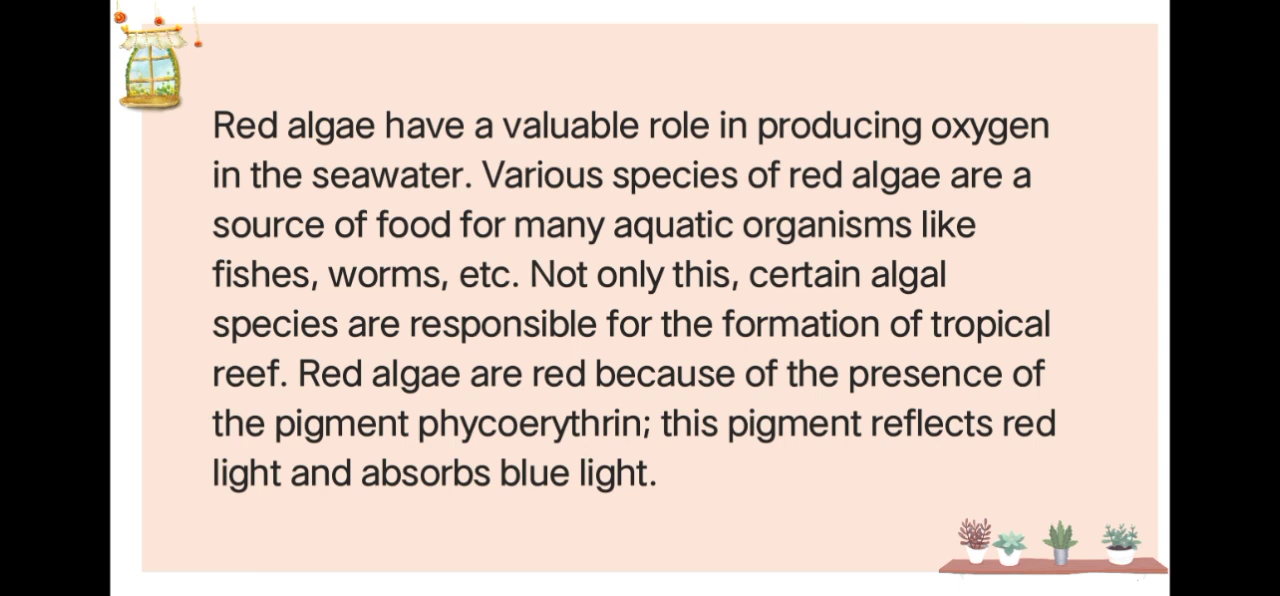 Red algae have a valuable role in producing oxygen
in the seawater. Various species of red algae are a
source of food for many aquatic organisms like
fishes, worms, etc. Not only this, certain algal
species are responsible for the formation of tropical
reef. Red algae are red because of the presence of
the pigment phycoerythrin; this pigment reflects red
light and absorbs blue light.